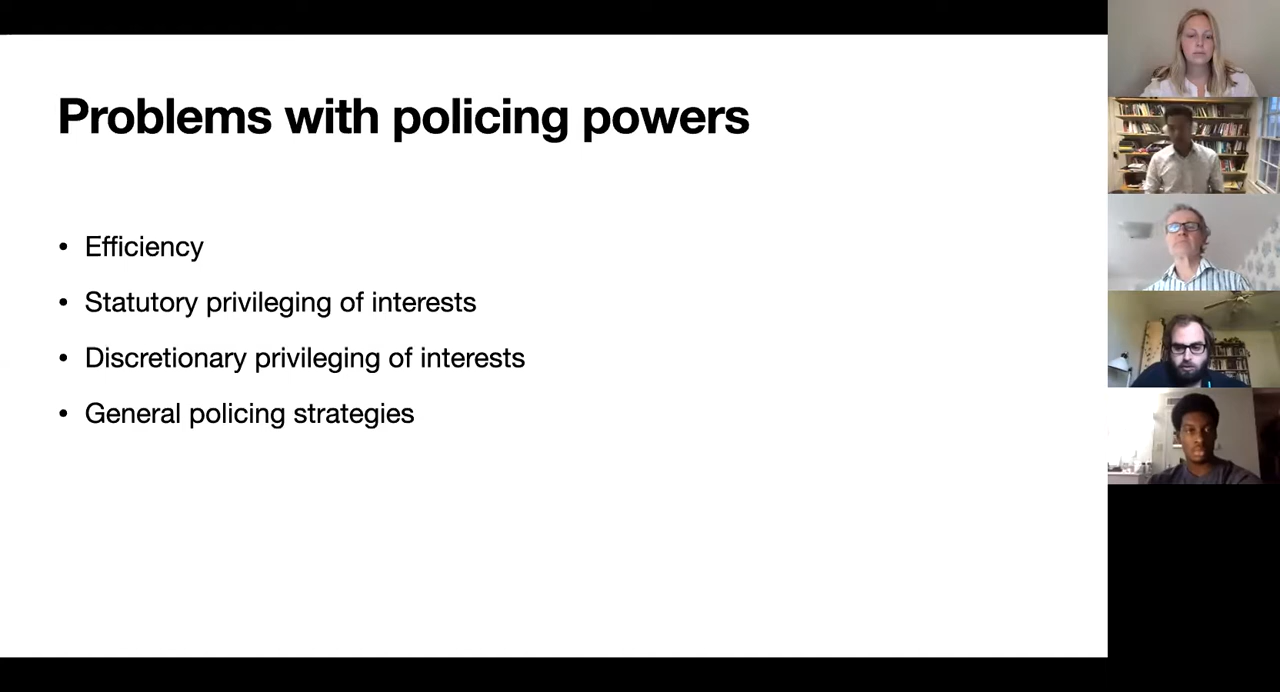 Problems with policing powers
• Efficiency
• Statutory privileging of interests
• Discretionary privileging of interests
• General policing strategies